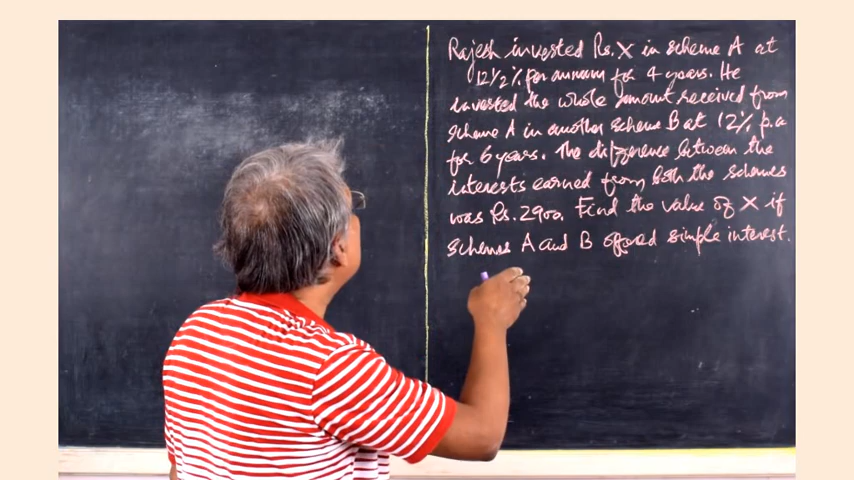 Rajesh invested Rs. X in scheme A at
12 1/2 % per annum for 4 years. He
invested the whole amount received from
scheme A in another scheme B at 12% p.a
for 6 years. The difference between the
interests earned from both the schemes
was Rs. 2900. Find the value of X if
schemes A and B offered simple interest.